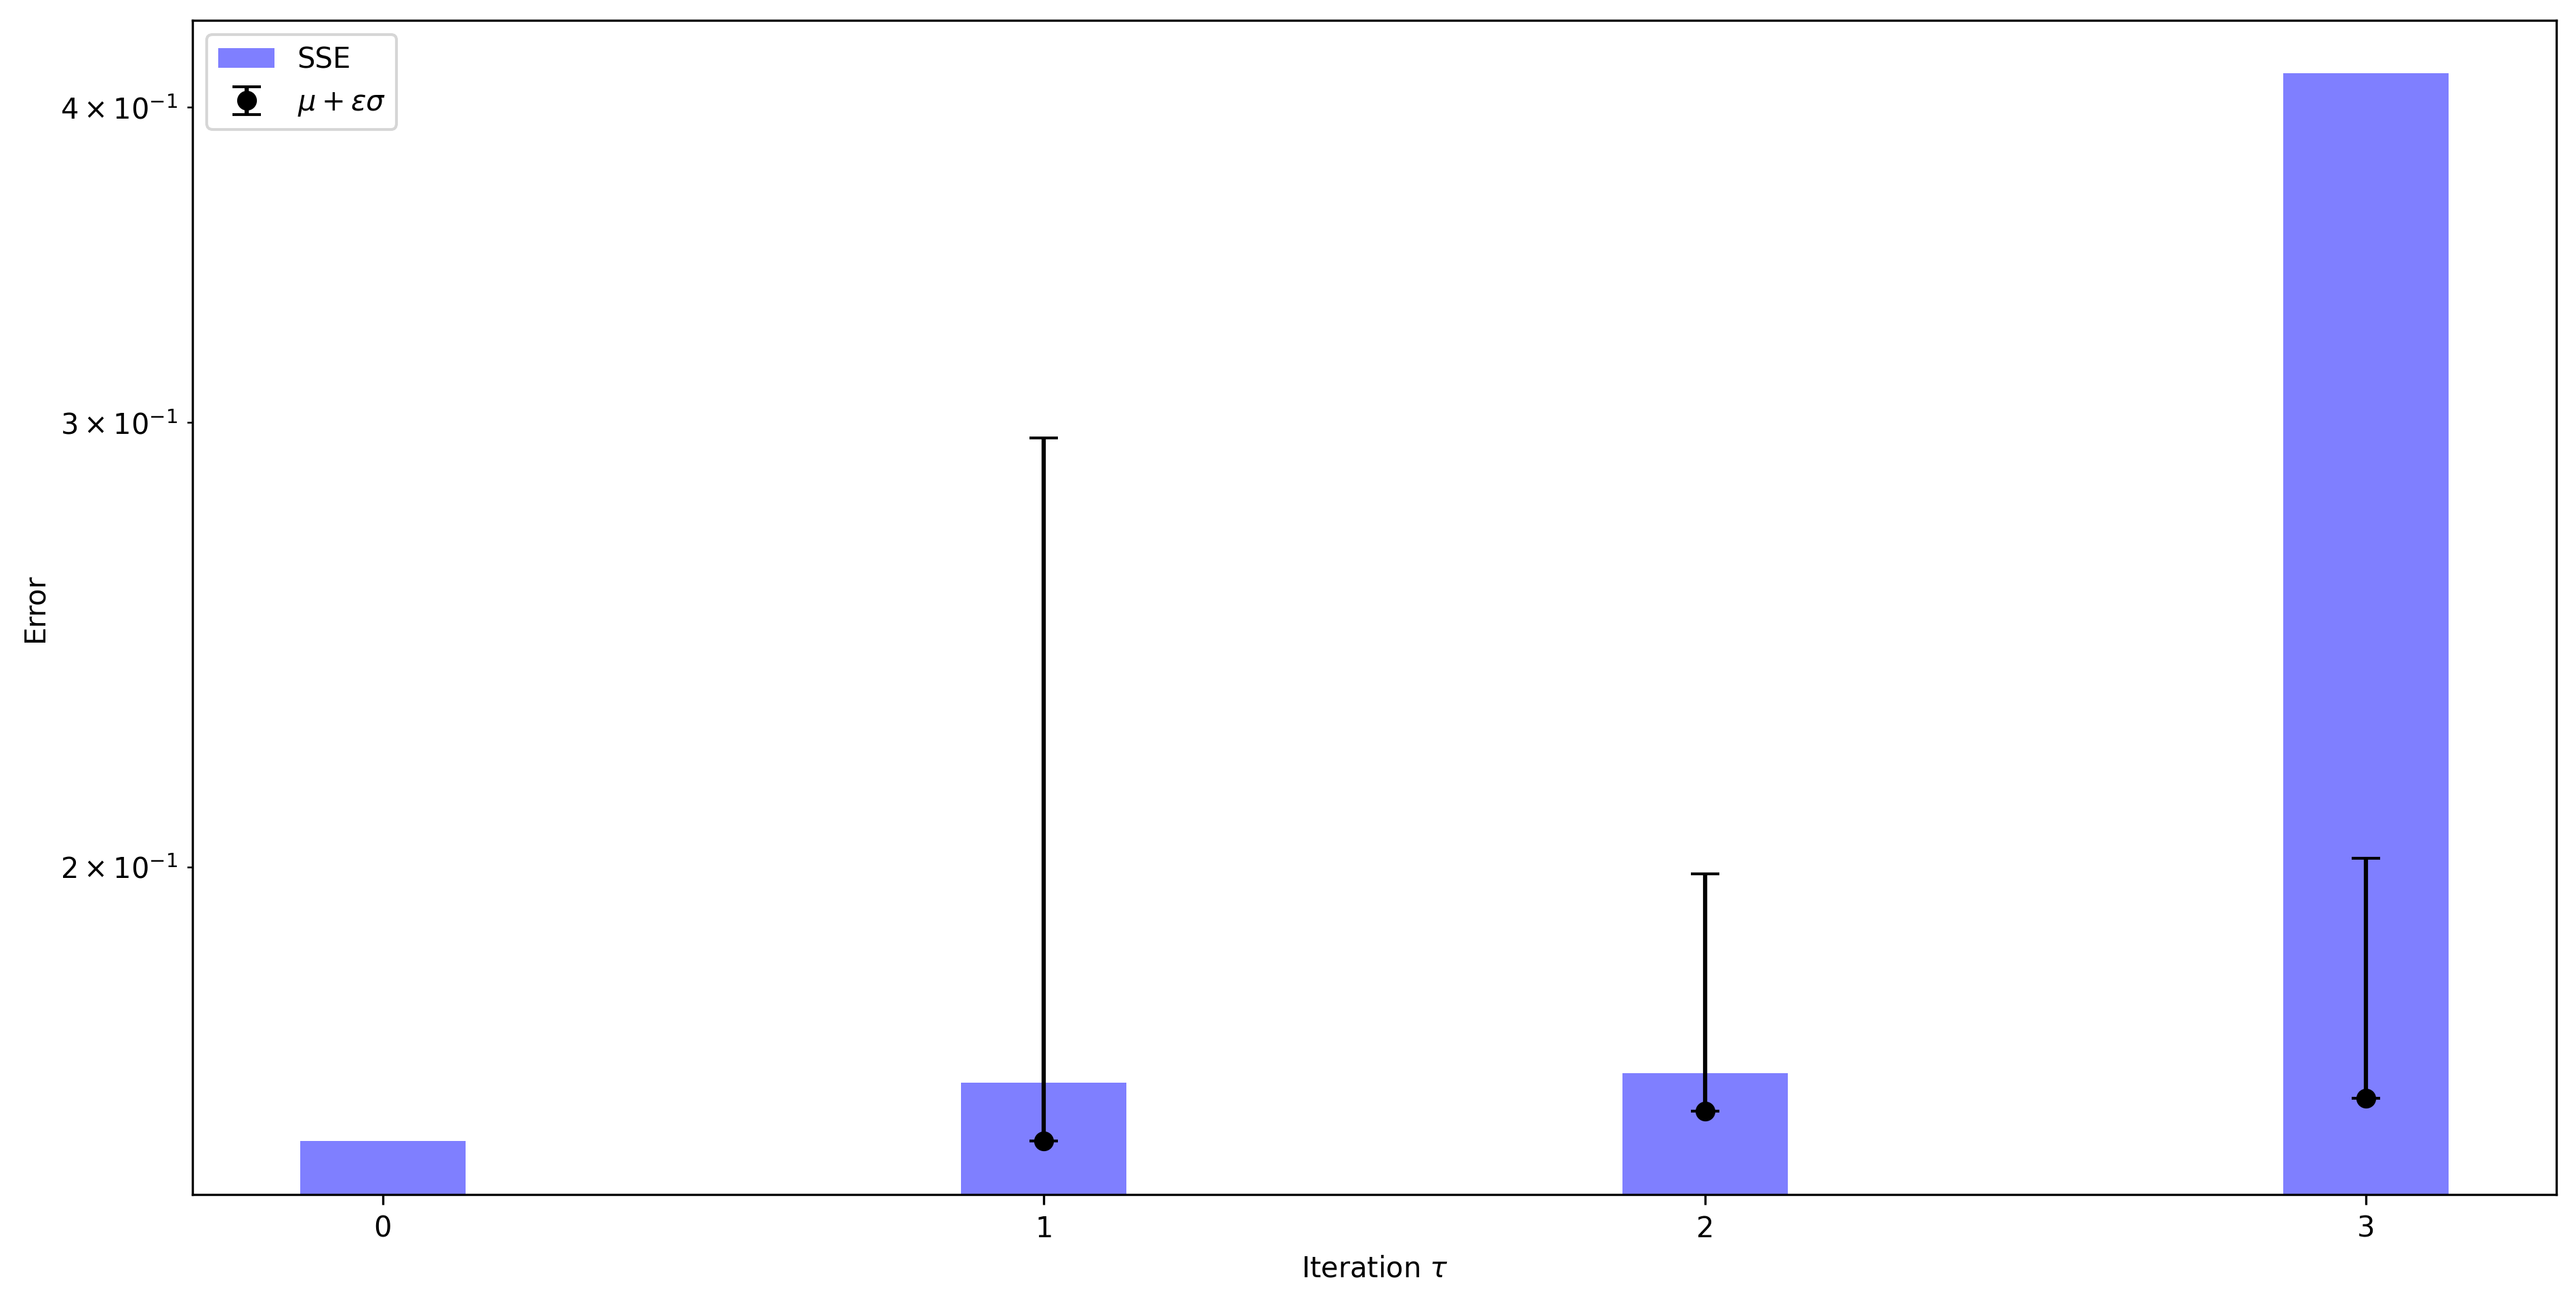 SSE
μ + εσ
4 × 10⁻¹
3 × 10⁻¹
2 × 10⁻¹
Error
0 1 2 3
Iteration τ